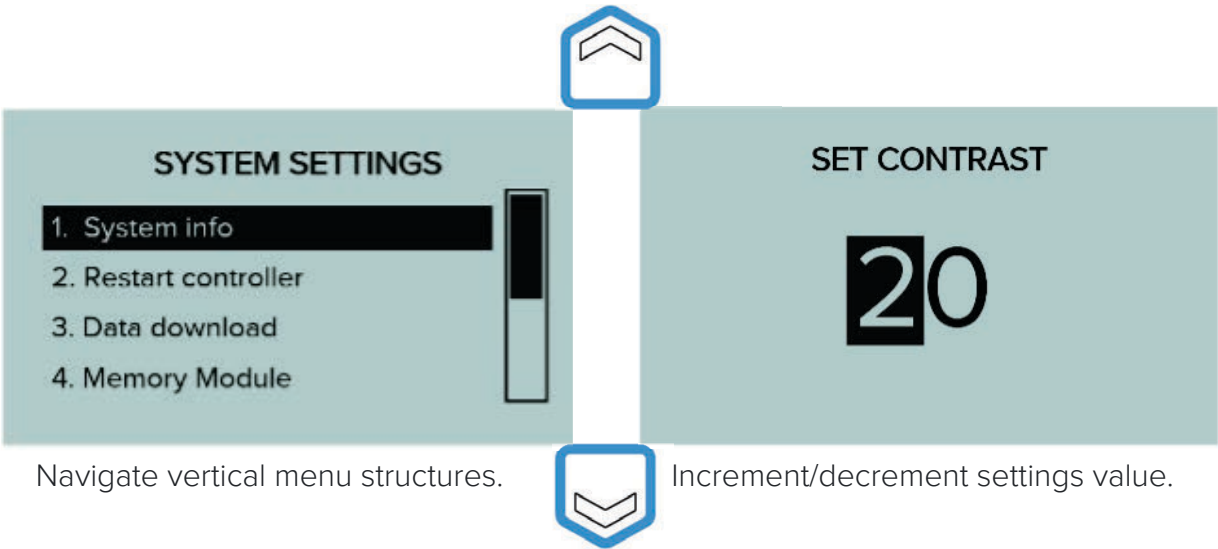 SYSTEM SETTINGS
1. System info
2. Restart controller
3. Data download
4. Memory Module
Navigate vertical menu structures.
SET CONTRAST
20
Increment/decrement settings value.